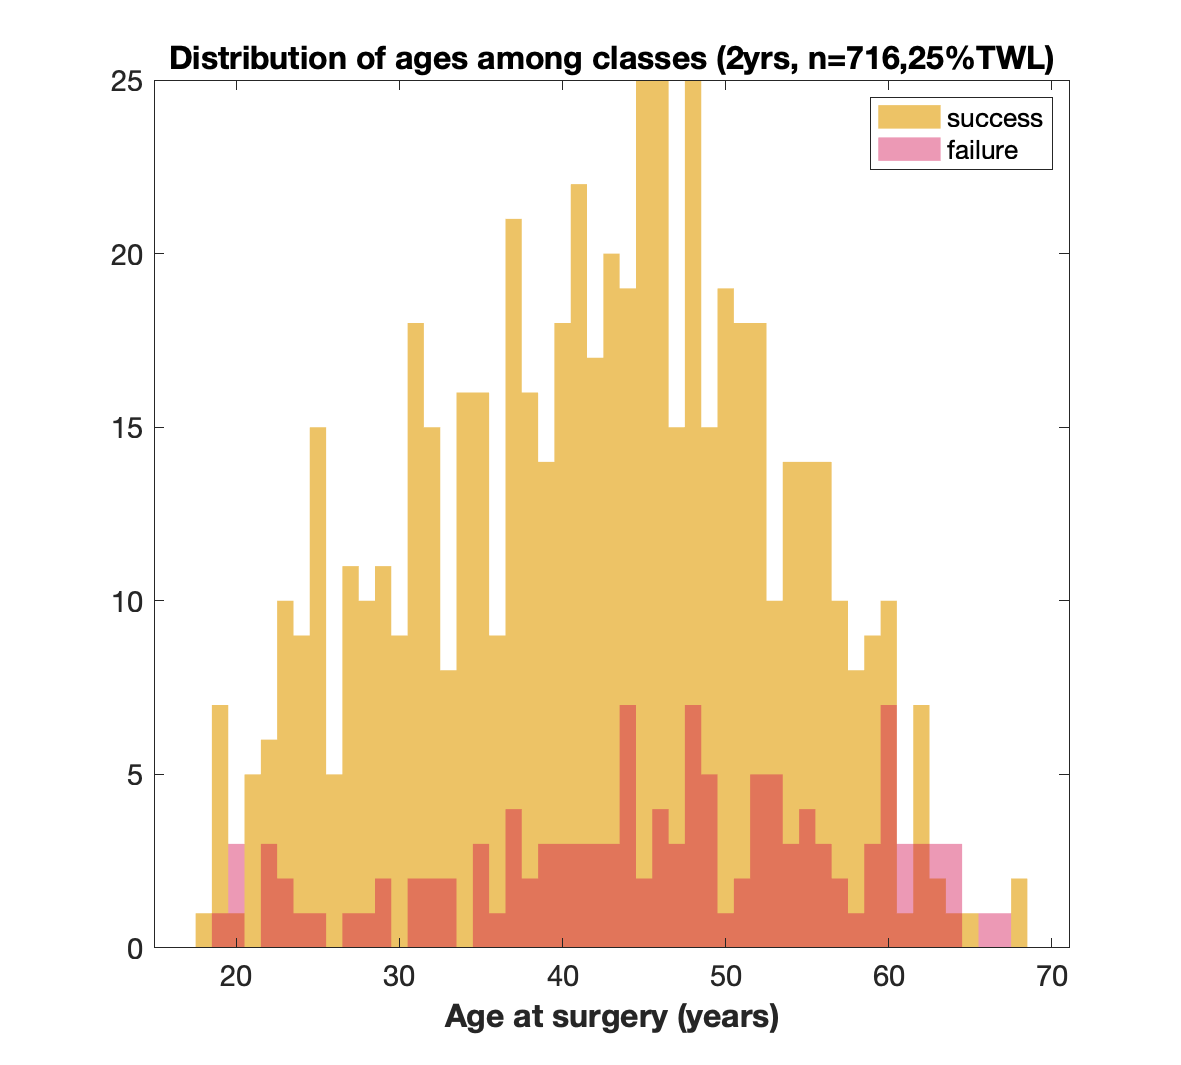 Distribution of ages among classes (2yrs, n=716,25%TWL)
25
success
failure
20
15
10
5
0
20 30 40 50 60 70
Age at surgery (years)